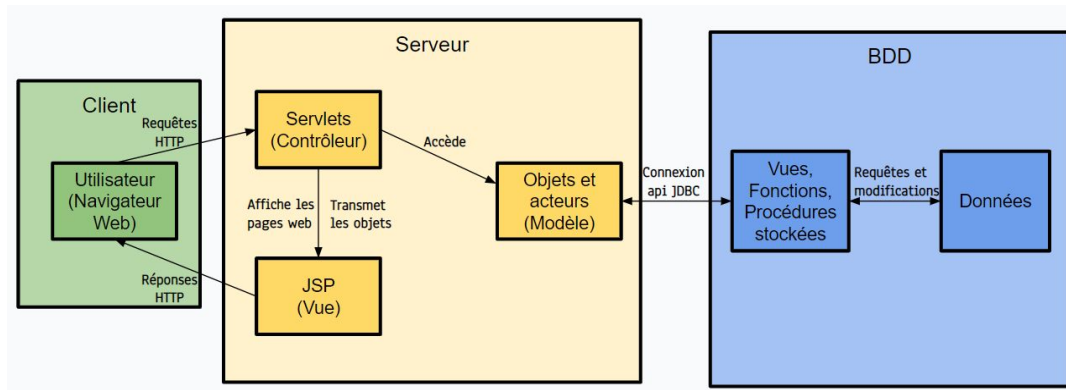 Serveur
BDD
Client
Requêtes
HTTP
Servlets
(Contrôleur)
Accède
Utilisateur
(Navigateur
Web)
Affiche les
pages web
Transmet
les objets
Objets et
acteurs
(Modèle)
Connexion
api JDBC
Vues,
Fonctions,
Procédures
stockées
Requêtes et
modifications
Données
Réponses
HTTP
JSP
(Vue)